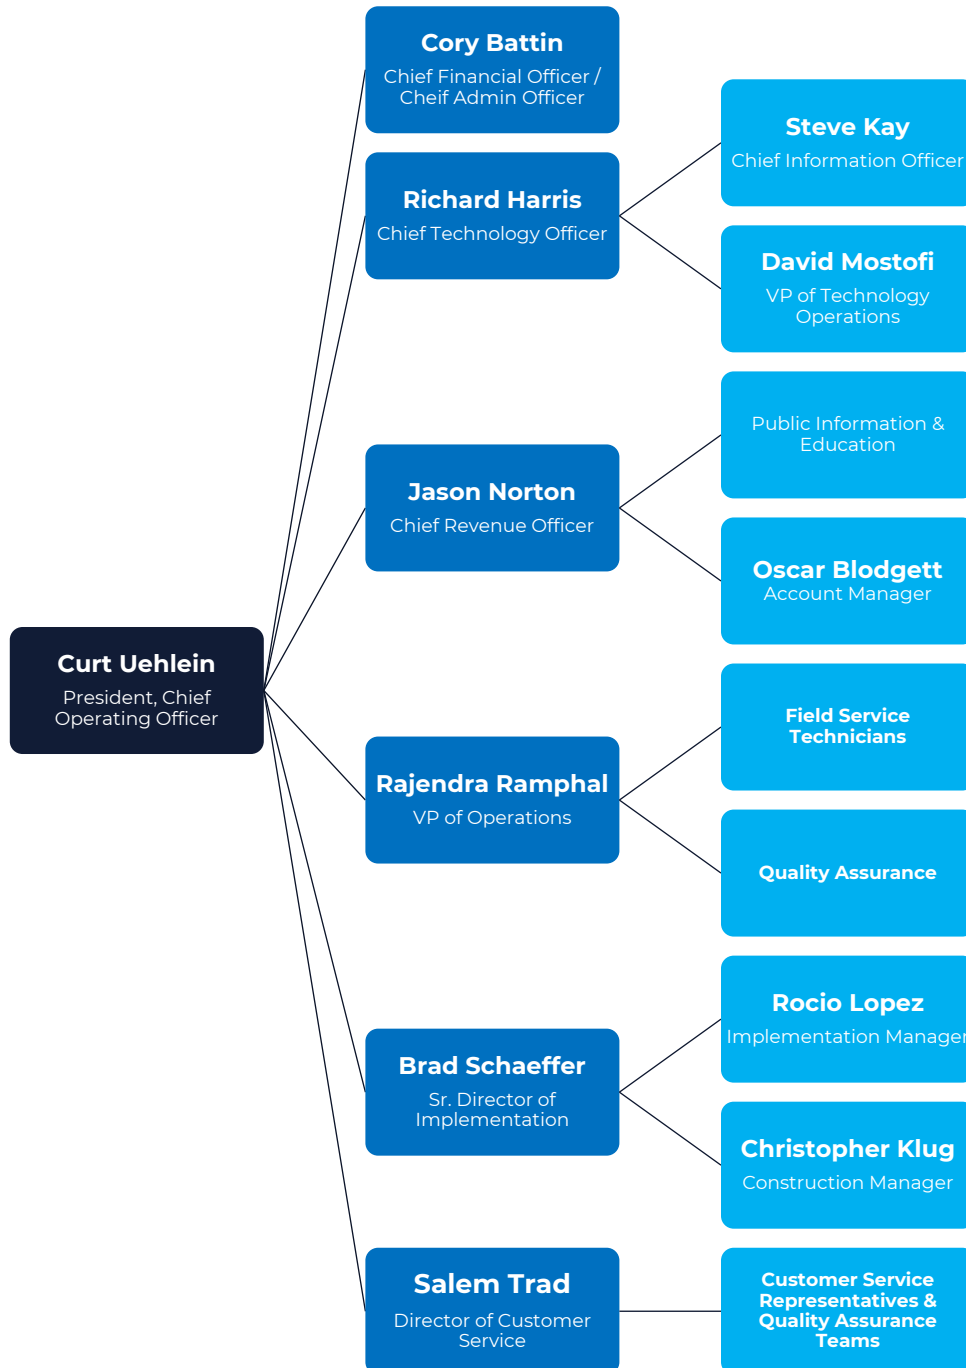 Cory Battin
Chief Financial Officer /
Cheif Admin Officer
Steve Kay
Chief Information Officer
Richard Harris
Chief Technology Officer
David Mostofi
VP of Technology
Operations
Public Information &
Education
Jason Norton
Chief Revenue Officer
Oscar Blodgett
Account Manager
Curt Uehlein
President, Chief
Operating Officer
Field Service
Technicians
Rajendra Ramphal
VP of Operations
Quality Assurance
Rocio Lopez
Implementation Manager
Brad Schaeffer
Sr. Director of
Implementation
Christopher Klug
Construction Manager
Salem Trad
Director of Customer
Service
Customer Service
Representatives &
Quality Assurance
Teams